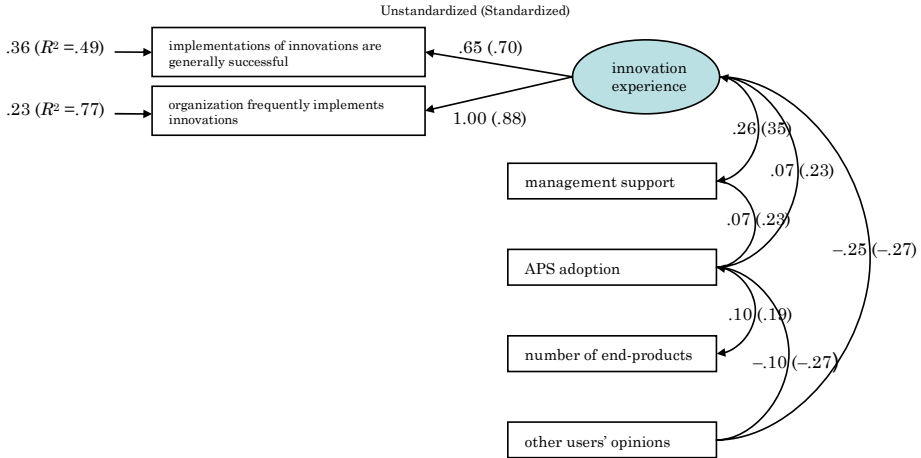 Unstandardized (Standardized)
.36 (R² =.49)
implementations of innovations are
generally successful
.65 (.70)
innovation
experience
.23 (R² =.77)
organization frequently implements
innovations
1.00 (.88)
.26 (35)
management support
.07 (.23)
.07 (.23)
–.25 (–.27)
APS adoption
.10 (.19)
number of end-products
–.10 (–.27)
other users’ opinions